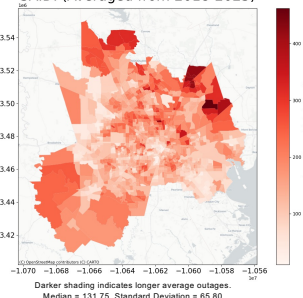 1e6
3.54
3.52
3.50
3.48
3.46
3.44
3.42
400
300
200
100
(C) OpenStreetMap contributors (C) CARTO
−1.070 −1.068 −1.066 −1.064 −1.062 −1.060 −1.058 −1.056
1e7
Darker shading indicates longer average outages.
Median = 131.75, Standard Deviation = 65.80